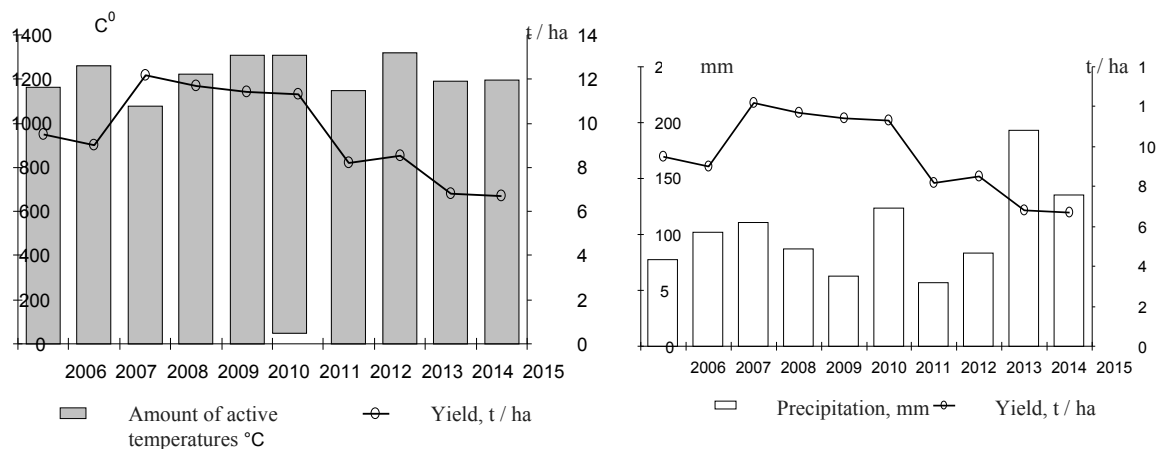 C⁰
t / ha
1400 14
1200 12
1000 10
800 8
600 6
400 4
200 2
0 0
2006 2007 2008 2009 2010 2011 2012 2013 2014 2015
Amount of active
temperatures °C
Yield, t / ha
2 mm t / ha 1
1
200
150 10
8
100 6
5 4
2
0 0
2006 2007 2008 2009 2010 2011 2012 2013 2014 2015
Precipitation, mm Yield, t / ha